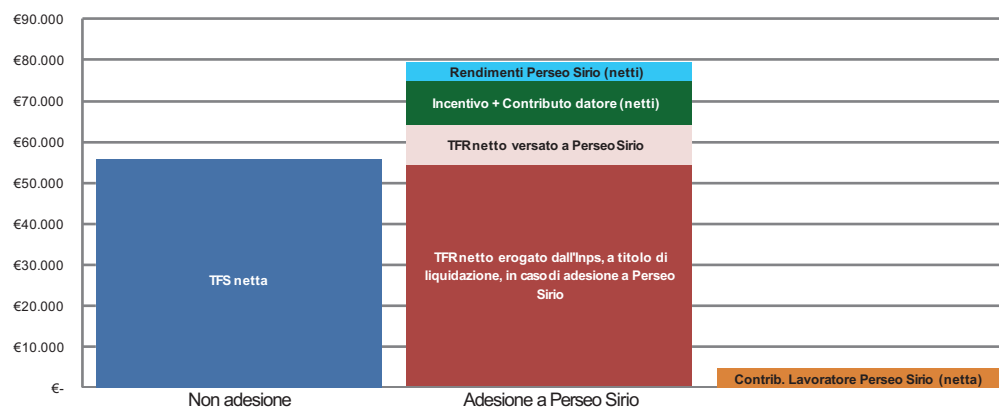 €90.000
€80.000
€70.000
€60.000
€50.000
€40.000
€30.000
€20.000
€10.000
€-
Rendimenti Perseo Sirio (netti)
Incentivo + Contributo datore (netti)
TFR netto versato a Perseo Sirio
TFS netta
TFR netto erogato dall'Inps, a titolo di
liquidazione, in caso di adesione a Perseo
Sirio
Contrib. Lavoratore Perseo Sirio (netta)
Non adesione
Adesione a Perseo Sirio